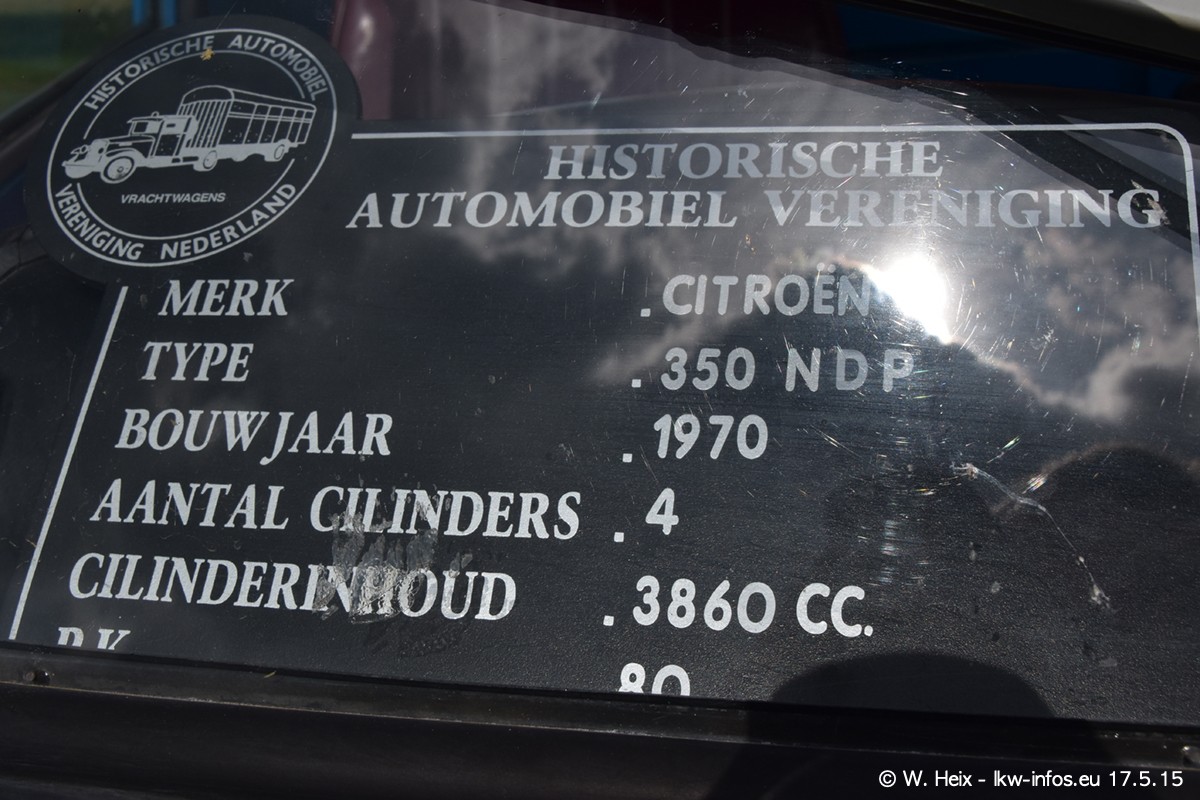 HISTORISCHE AUTOMOBIEL
VRACHTWAGENS
VERENIGING NEDERLAND
HISTORISCHE
AUTOMOBIEL VERENIGING
MERK . CITROËN
TYPE . 350 NDP
BOUWJAAR . 1970
AANTAL CILINDERS . 4
CILINDERINHOUD . 3860 CC.
P.K. 80
© W. Heix - lkw-infos.eu 17.5.15